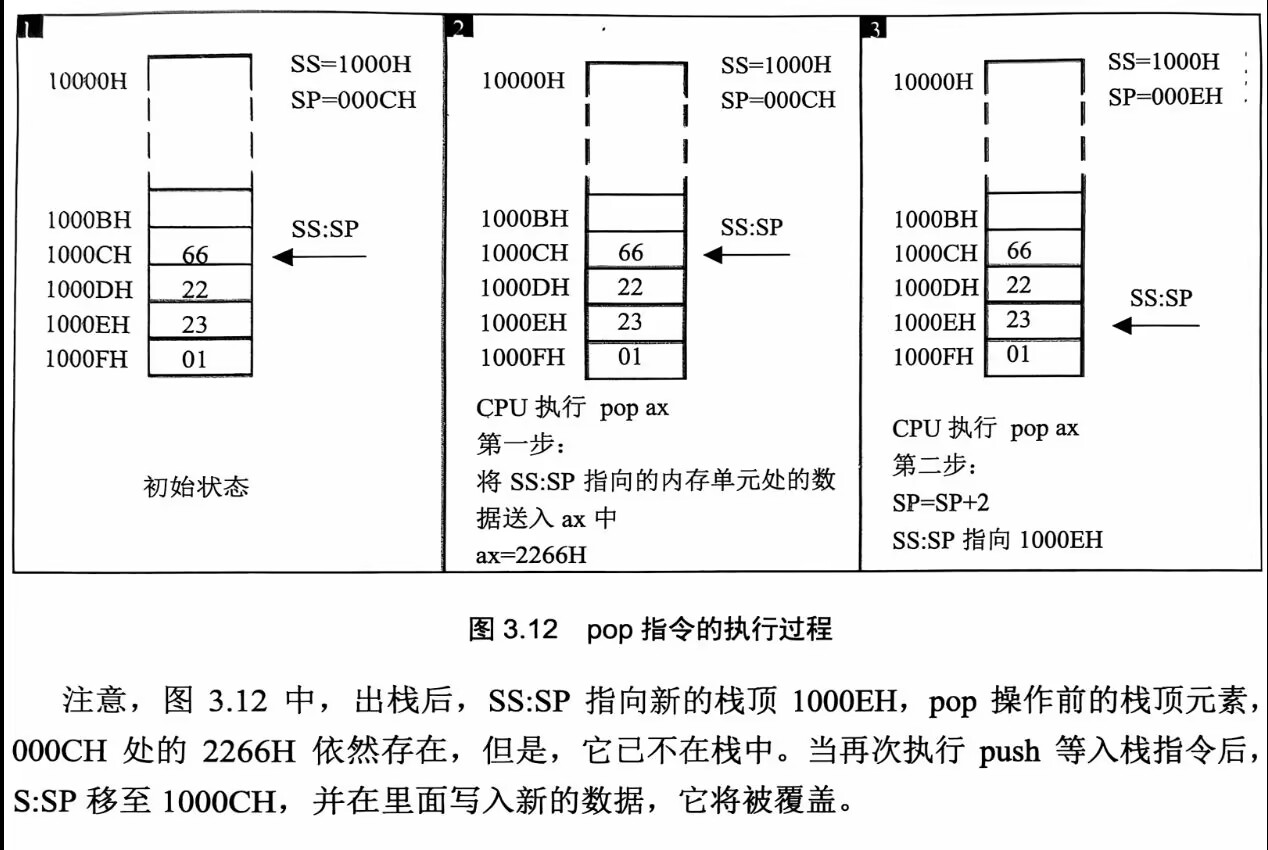 1
10000H
SS=1000H
SP=000CH
1000BH
1000CH 66
SS:SP
1000DH 22
1000EH 23
1000FH 01
初始状态
2
10000H
SS=1000H
SP=000CH
1000BH
SS:SP
1000CH 66
1000DH 22
1000EH 23
1000FH 01
CPU 执行 pop ax
第一步：
将 SS:SP 指向的内存单元处的数
据送入 ax 中
ax=2266H
3
10000H
SS=1000H
SP=000EH
1000BH
1000CH 66
1000DH 22
SS:SP
1000EH 23
1000FH 01
CPU 执行 pop ax
第二步：
SP=SP+2
SS:SP 指向 1000EH
图 3.12 pop 指令的执行过程
注意，图 3.12 中，出栈后，SS:SP 指向新的栈顶 1000EH，pop 操作前的栈顶元素，
000CH 处的 2266H 依然存在，但是，它已不在栈中。当再次执行 push 等入栈指令后，
S:SP 移至 1000CH，并在里面写入新的数据，它将被覆盖。